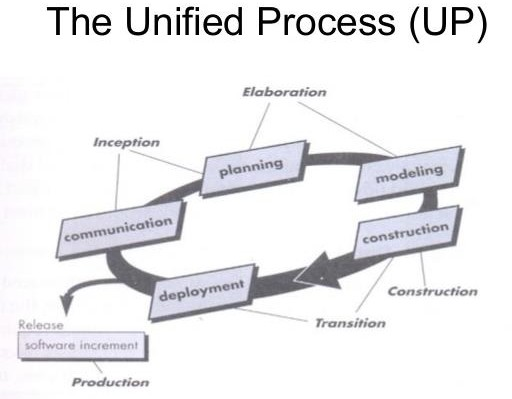 The Unified Process (UP)
Elaboration
Inception
planning
modeling
communication
construction
deployment
Construction
Release
Transition
software increment
Production